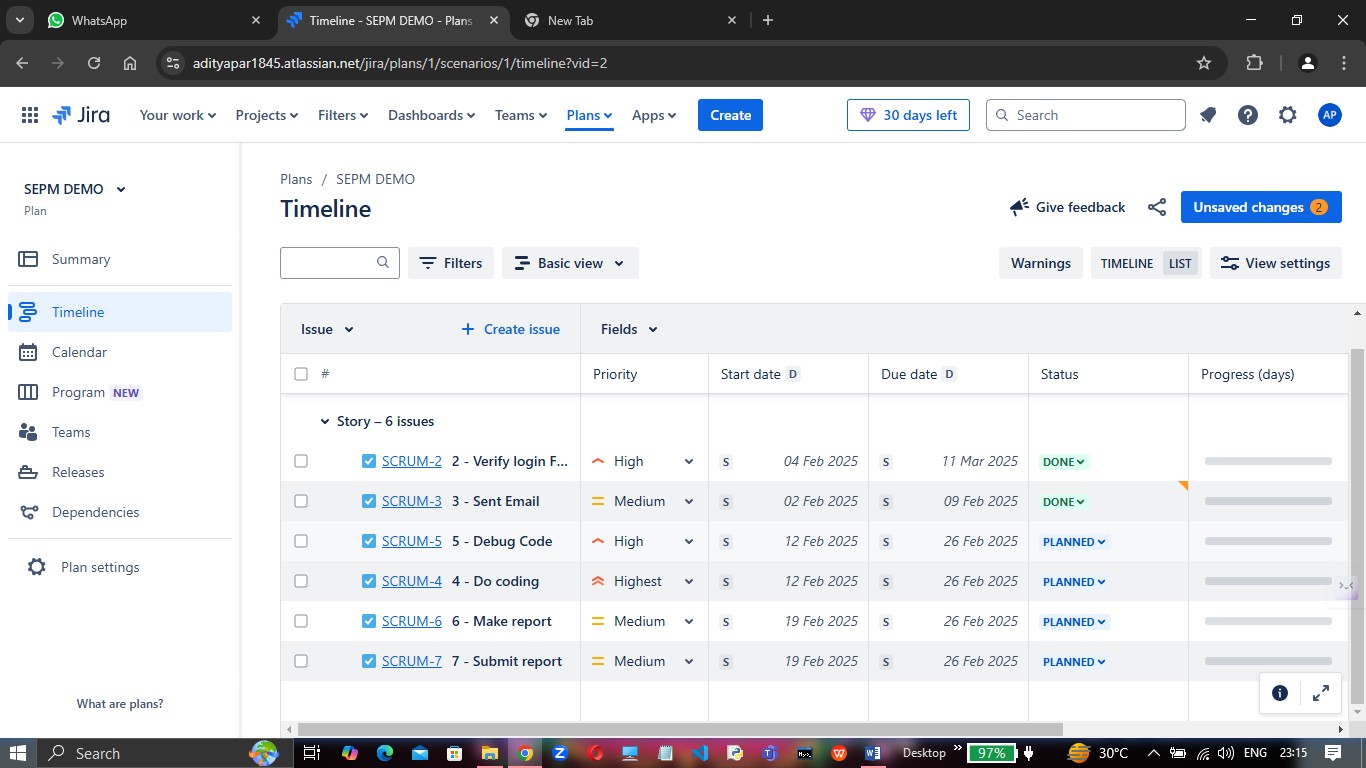 WhatsApp
Timeline - SEPM DEMO - Plans
New Tab
adityapar1845.atlassian.net/jira/plans/1/scenarios/1/timeline?vid=2
Jira
Your work
Projects
Filters
Dashboards
Teams
Plans
Apps
Create
30 days left
Search
AP
SEPM DEMO
Plan
Summary
Timeline
Calendar
Program NEW
Teams
Releases
Dependencies
Plan settings
What are plans?
Plans / SEPM DEMO
Timeline
Give feedback
Unsaved changes 2
Filters
Basic view
Warnings
TIMELINE LIST
View settings
Issue
+ Create issue
Fields
# Priority Start date D Due date D Status Progress (days)
Story – 6 issues
SCRUM-2 2 - Verify login F... High S 04 Feb 2025 S 11 Mar 2025 DONE
SCRUM-3 3 - Sent Email Medium S 02 Feb 2025 S 09 Feb 2025 DONE
SCRUM-5 5 - Debug Code High S 12 Feb 2025 S 26 Feb 2025 PLANNED
SCRUM-4 4 - Do coding Highest S 12 Feb 2025 S 26 Feb 2025 PLANNED
SCRUM-6 6 - Make report Medium S 19 Feb 2025 S 26 Feb 2025 PLANNED
SCRUM-7 7 - Submit report Medium S 19 Feb 2025 S 26 Feb 2025 PLANNED
Search
Desktop
97%
30°C
ENG
23:15